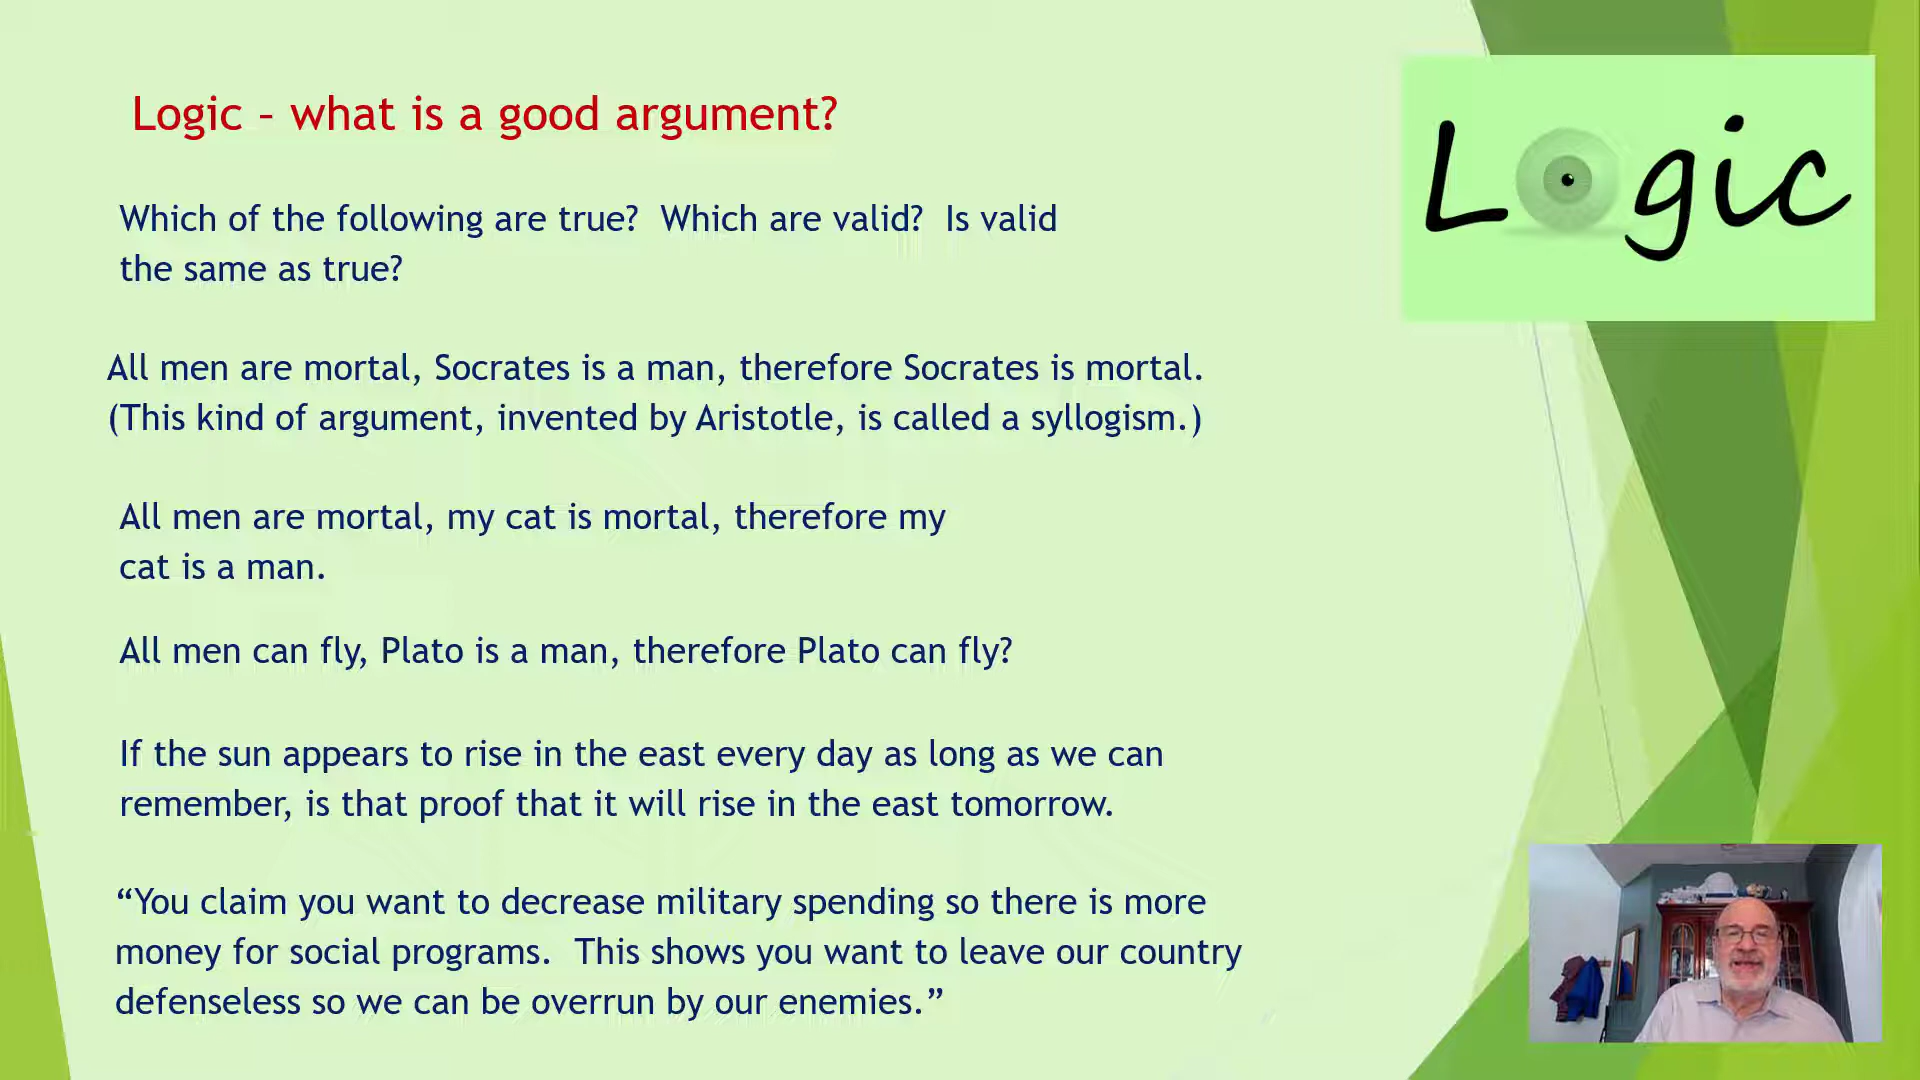 Logic – what is a good argument?
Logic
Which of the following are true?  Which are valid?  Is valid
the same as true?
All men are mortal, Socrates is a man, therefore Socrates is mortal.
(This kind of argument, invented by Aristotle, is called a syllogism.)
All men are mortal, my cat is mortal, therefore my
cat is a man.
All men can fly, Plato is a man, therefore Plato can fly?
If the sun appears to rise in the east every day as long as we can
remember, is that proof that it will rise in the east tomorrow.
“You claim you want to decrease military spending so there is more
money for social programs.  This shows you want to leave our country
defenseless so we can be overrun by our enemies.”